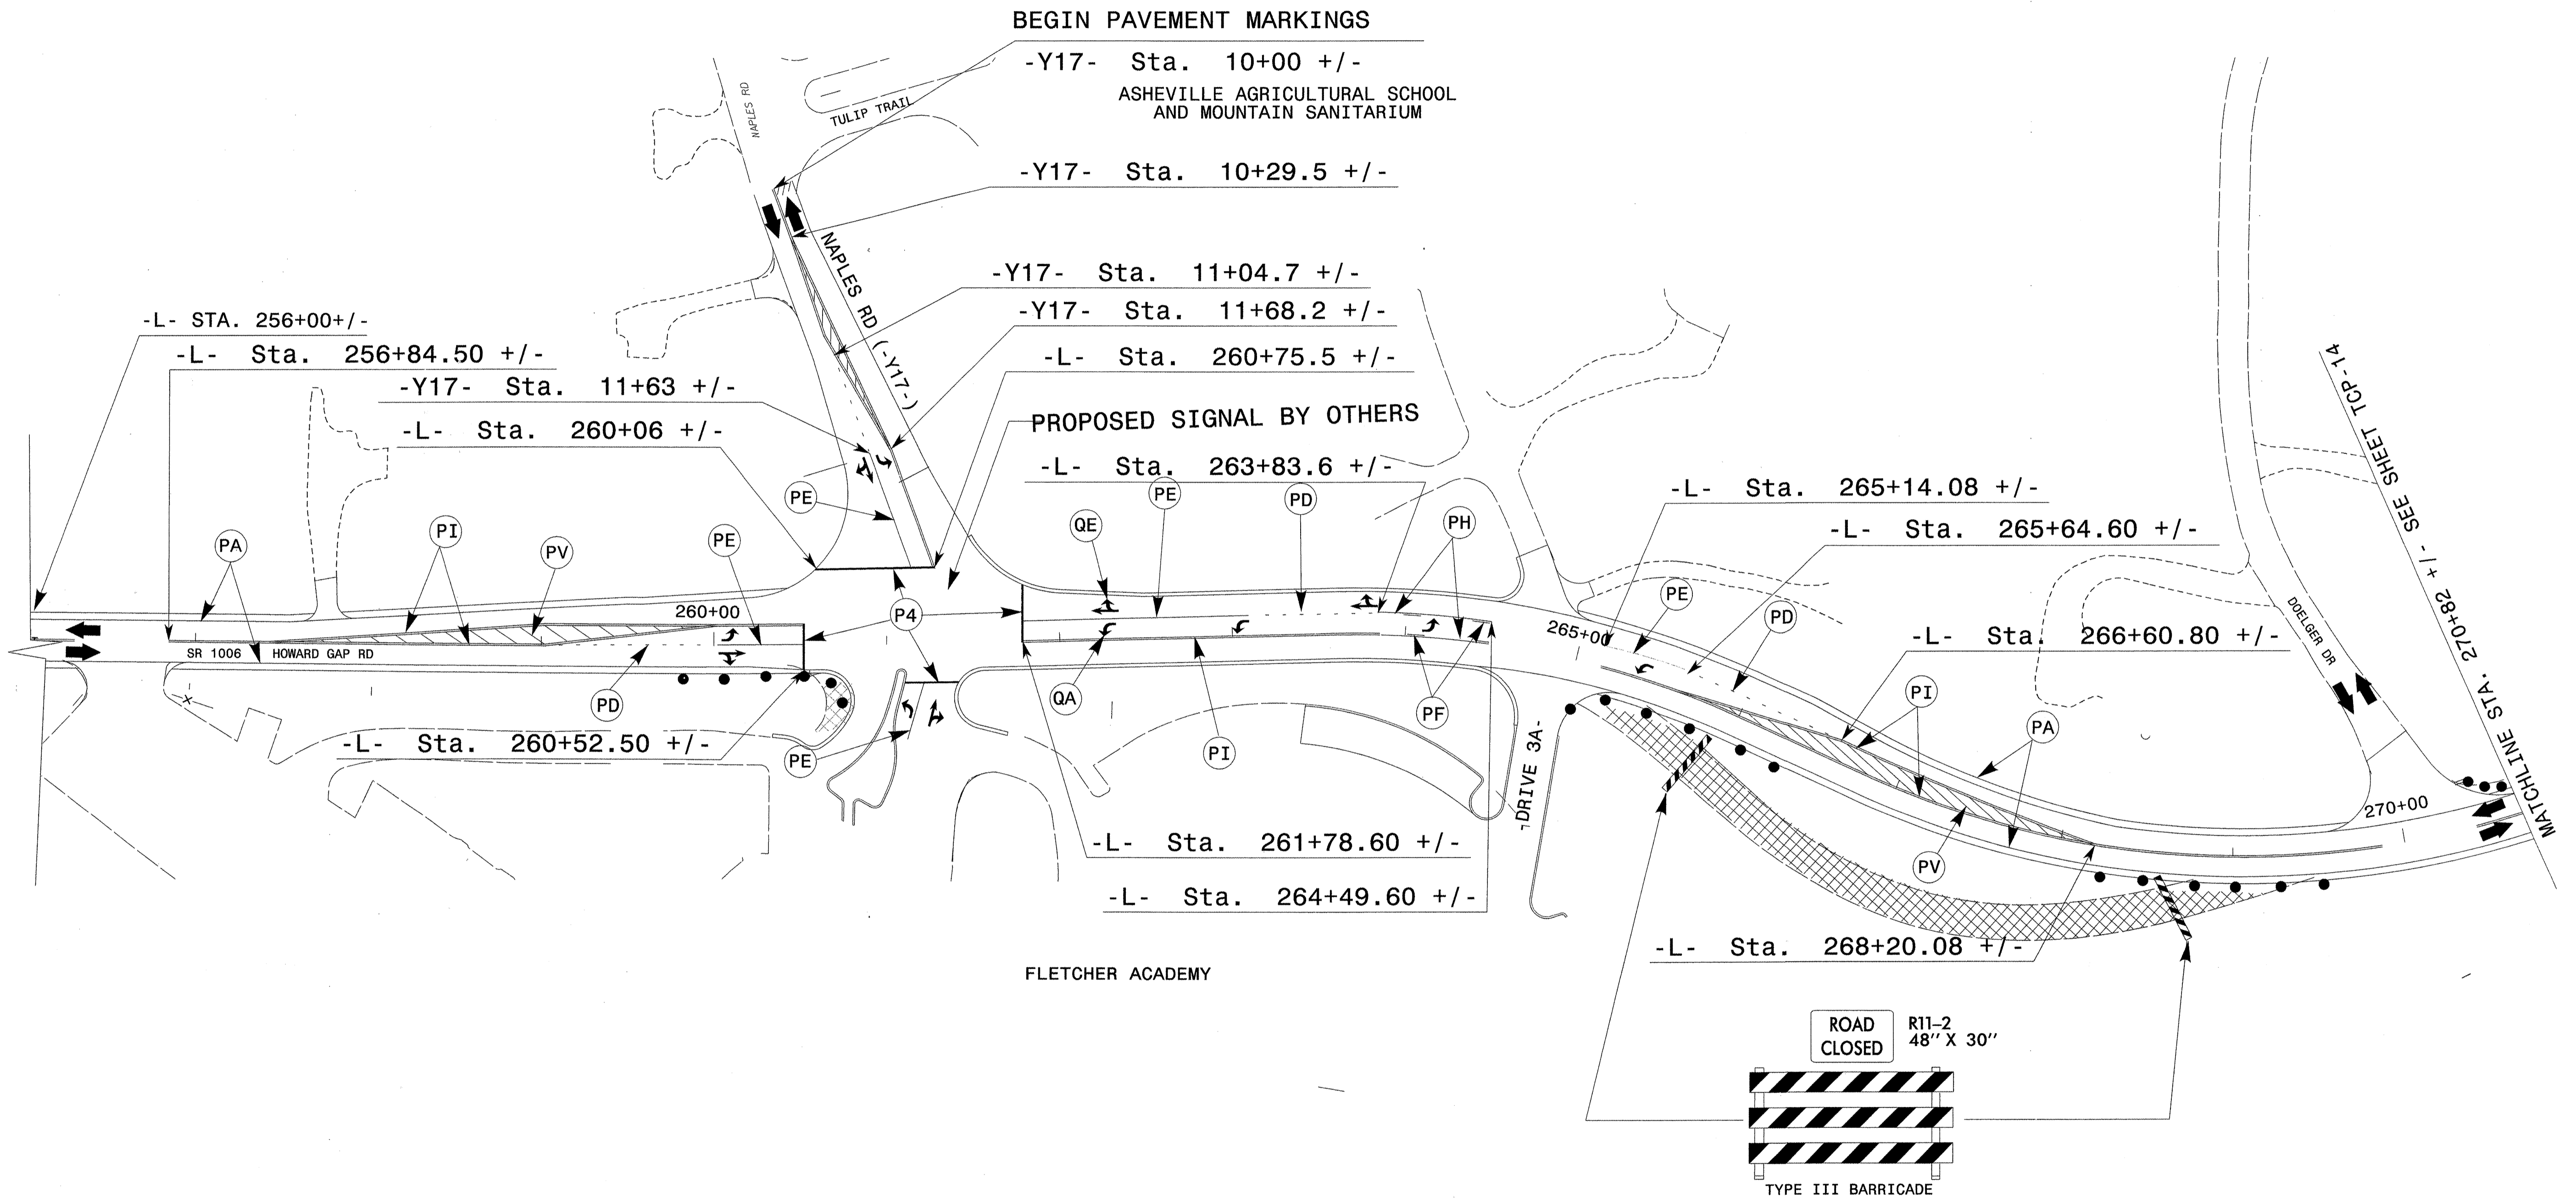 BEGIN PAVEMENT MARKINGS
-Y17- Sta. 10+00 +/-
ASHEVILLE AGRICULTURAL SCHOOL
AND MOUNTAIN SANITARIUM
NAPLES RD
TULIP TRAIL
-Y17- Sta. 10+29.5 +/-
NAPLES RD (-Y17-)
-Y17- Sta. 11+04.7 +/-
-Y17- Sta. 11+68.2 +/-
-L- STA. 256+00+/-
-L- Sta. 256+84.50 +/-
-L- Sta. 260+75.5 +/-
-Y17- Sta. 11+63 +/-
PROPOSED SIGNAL BY OTHERS
-L- Sta. 260+06 +/-
-L- Sta. 263+83.6 +/-
-L- Sta. 265+14.08 +/-
-L- Sta. 265+64.60 +/-
MATCHLINE STA. 270+82 +/- SEE SHEET TCP-14
PE
PE
PD
QE
PH
PA
PI
PV
PE
PE
PD
260+00
P4
265+00
-L- Sta. 266+60.80 +/-
DOELGER DR
SR 1006 HOWARD GAP RD
PD
QA
PF
PI
PA
PI
-L- Sta. 260+52.50 +/-
PE
-DRIVE 3A-
270+00
-L- Sta. 261+78.60 +/-
PV
-L- Sta. 264+49.60 +/-
-L- Sta. 268+20.08 +/-
FLETCHER ACADEMY
ROAD
CLOSED
R11-2
48" X 30"
TYPE III BARRICADE